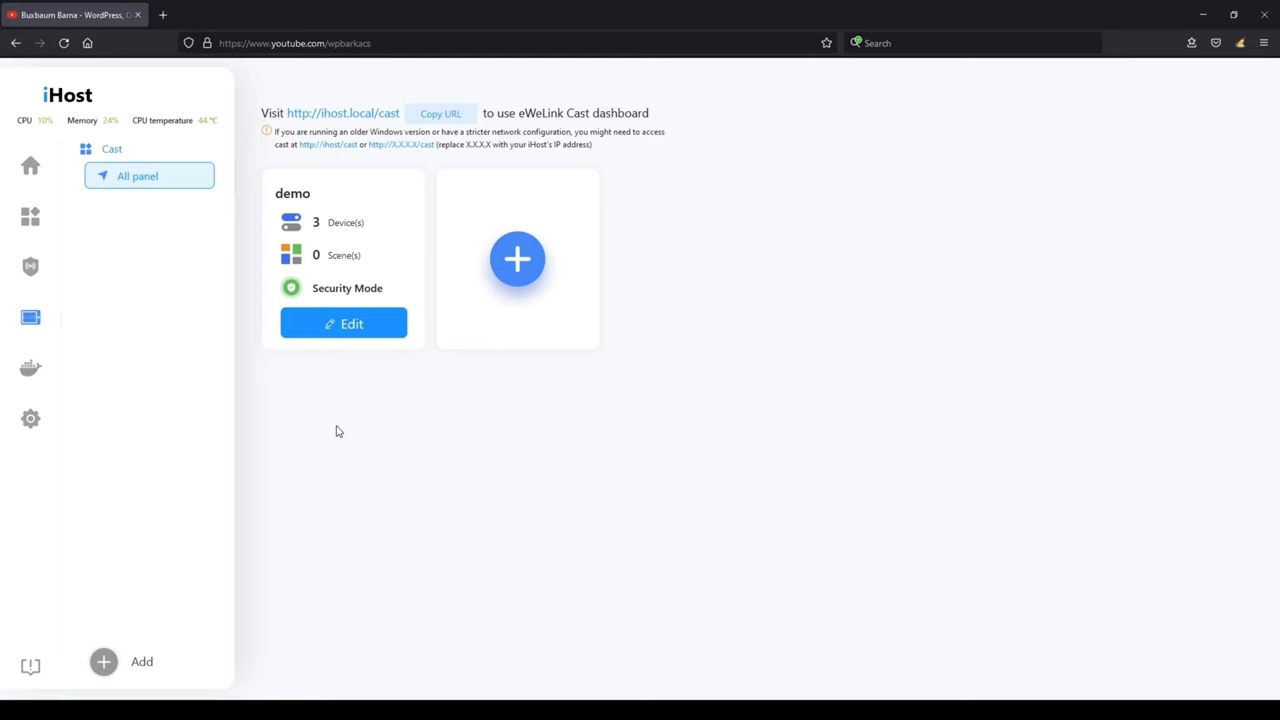 Buxbaum Barna - WordPress, C
https://www.youtube.com/wpbarkacs
Search
iHost
CPU 10% Memory 24% CPU temperature 44 ℃
Cast
All panel
Add
Visit http://ihost.local/cast Copy URL to use eWeLink Cast dashboard
If you are running an older Windows version or have a stricter network configuration, you might need to access
cast at http://ihost/cast or http://X.X.X.X/cast (replace X.X.X.X with your iHost's IP address)
demo
3 Device(s)
0 Scene(s)
Security Mode
Edit